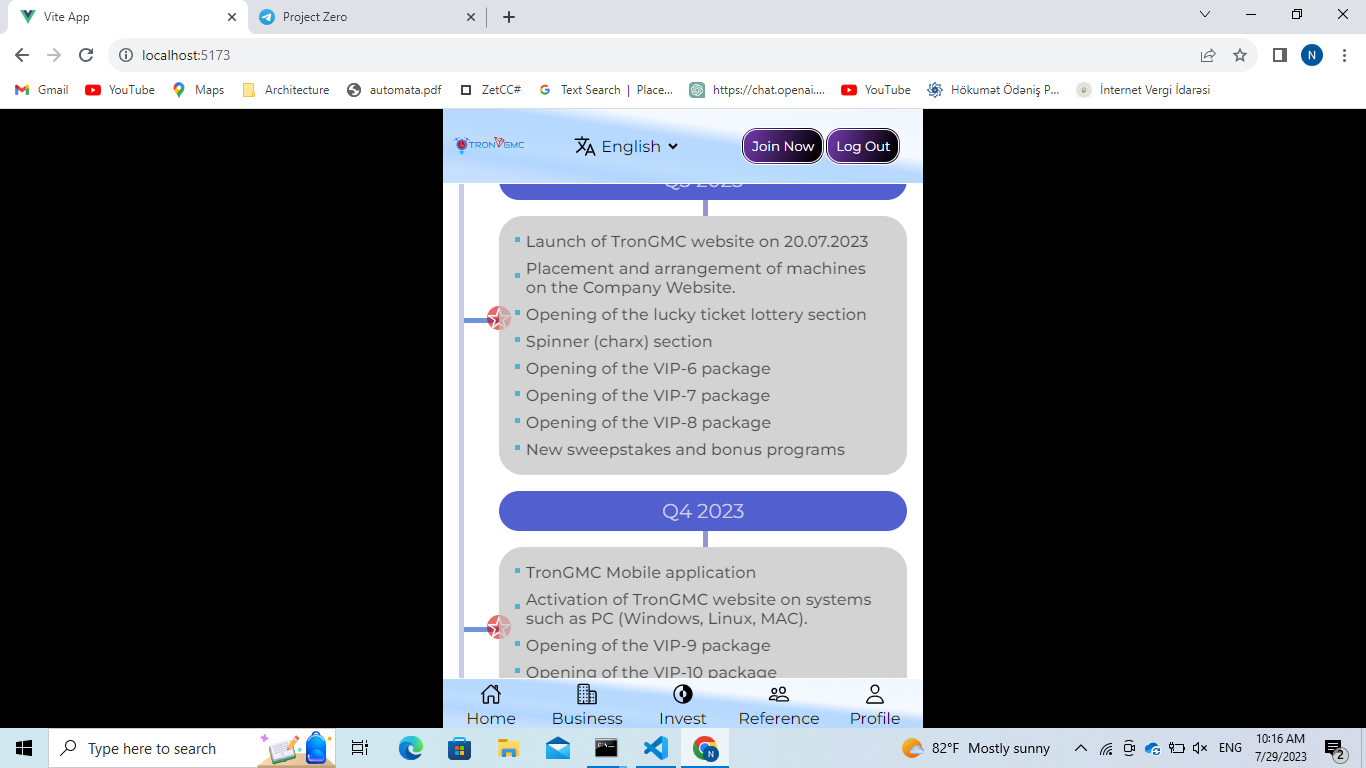 Vite App
Project Zero
localhost:5173
N
Gmail
YouTube
Maps
Architecture
automata.pdf
ZetCC#
Text Search | Place...
https://chat.openai....
YouTube
Hökumət Ödəniş P...
İnternet Vergi İdarəsi
TRON GMC
English
Join Now
Log Out
Q3 2023
Launch of TronGMC website on 20.07.2023
Placement and arrangement of machines
on the Company Website.
Opening of the lucky ticket lottery section
Spinner (charx) section
Opening of the VIP-6 package
Opening of the VIP-7 package
Opening of the VIP-8 package
New sweepstakes and bonus programs
Q4 2023
TronGMC Mobile application
Activation of TronGMC website on systems
such as PC (Windows, Linux, MAC).
Opening of the VIP-9 package
Opening of the VIP-10 package
Home
Business
Invest
Reference
Profile
Type here to search
N
82°F Mostly sunny
ENG
10:16 AM
7/29/2023
2